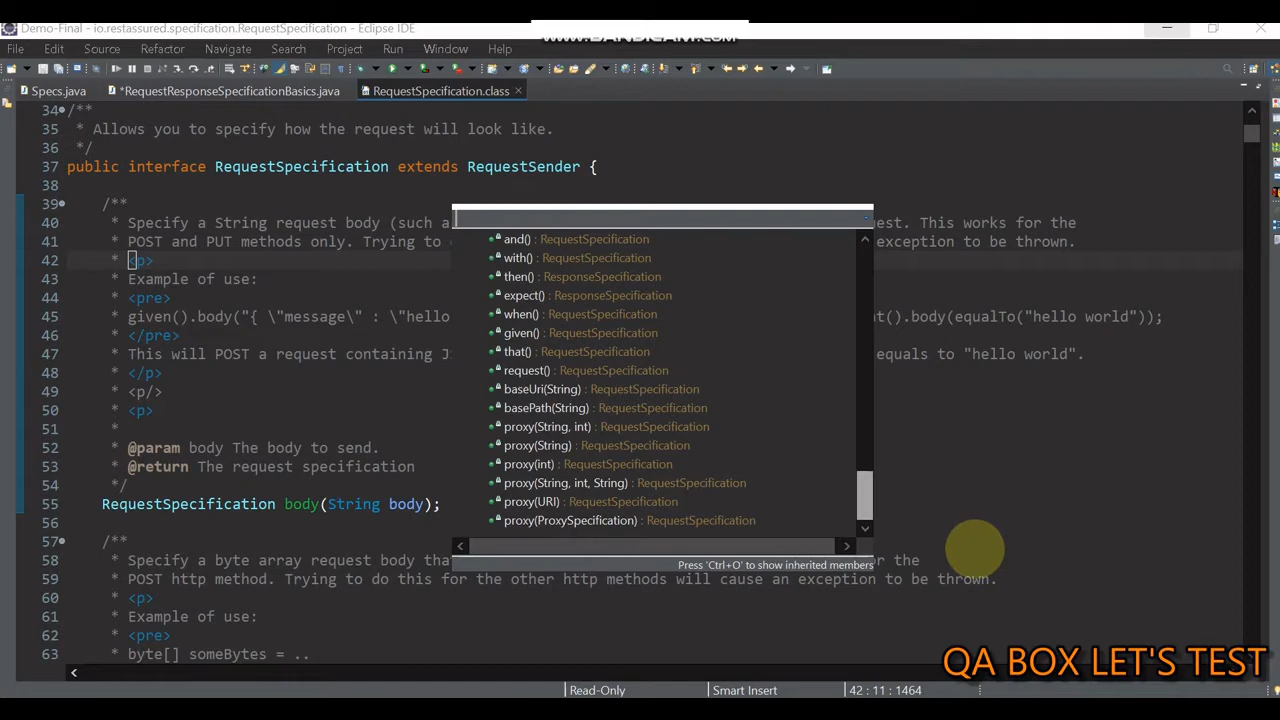 Demo-Final - io.restassured.specification.RequestSpecification - Eclipse IDE
www.BANDICAM.com
File Edit Source Refactor Navigate Search Project Run Window Help
Specs.java *RequestResponseSpecificationBasics.java RequestSpecification.class
34 /**
35 * Allows you to specify how the request will look like.
36 */
37 public interface RequestSpecification extends RequestSender {
38
39 /**
40 * Specify a String request body (such a est. This works for the
41 * POST and PUT methods only. Trying to exception to be thrown.
42 * <p>
43 * Example of use:
44 * <pre>
45 * given().body("{ \"message\" : \"hello nt().body(equalTo("hello world"));
46 * </pre>
47 * This will POST a request containing J equals to "hello world".
48 * </p>
49 * <p/>
50 * <p>
51 *
52 * @param body The body to send.
53 * @return The request specification
54 */
55 RequestSpecification body(String body);
56
57 /**
58 * Specify a byte array request body tha r the
59 * POST http method. Trying to do this for the other http methods will cause an exception to be thrown.
60 * <p>
61 * Example of use:
62 * <pre>
63 * byte[] someBytes = ..
and() : RequestSpecification
with() : RequestSpecification
then() : ResponseSpecification
expect() : ResponseSpecification
when() : RequestSpecification
given() : RequestSpecification
that() : RequestSpecification
request() : RequestSpecification
baseUri(String) : RequestSpecification
basePath(String) : RequestSpecification
proxy(String, int) : RequestSpecification
proxy(String) : RequestSpecification
proxy(int) : RequestSpecification
proxy(String, int, String) : RequestSpecification
proxy(URI) : RequestSpecification
proxy(ProxySpecification) : RequestSpecification
Press 'Ctrl+O' to show inherited members
QA BOX LET'S TEST
Read-Only Smart Insert 42 : 11 : 1464